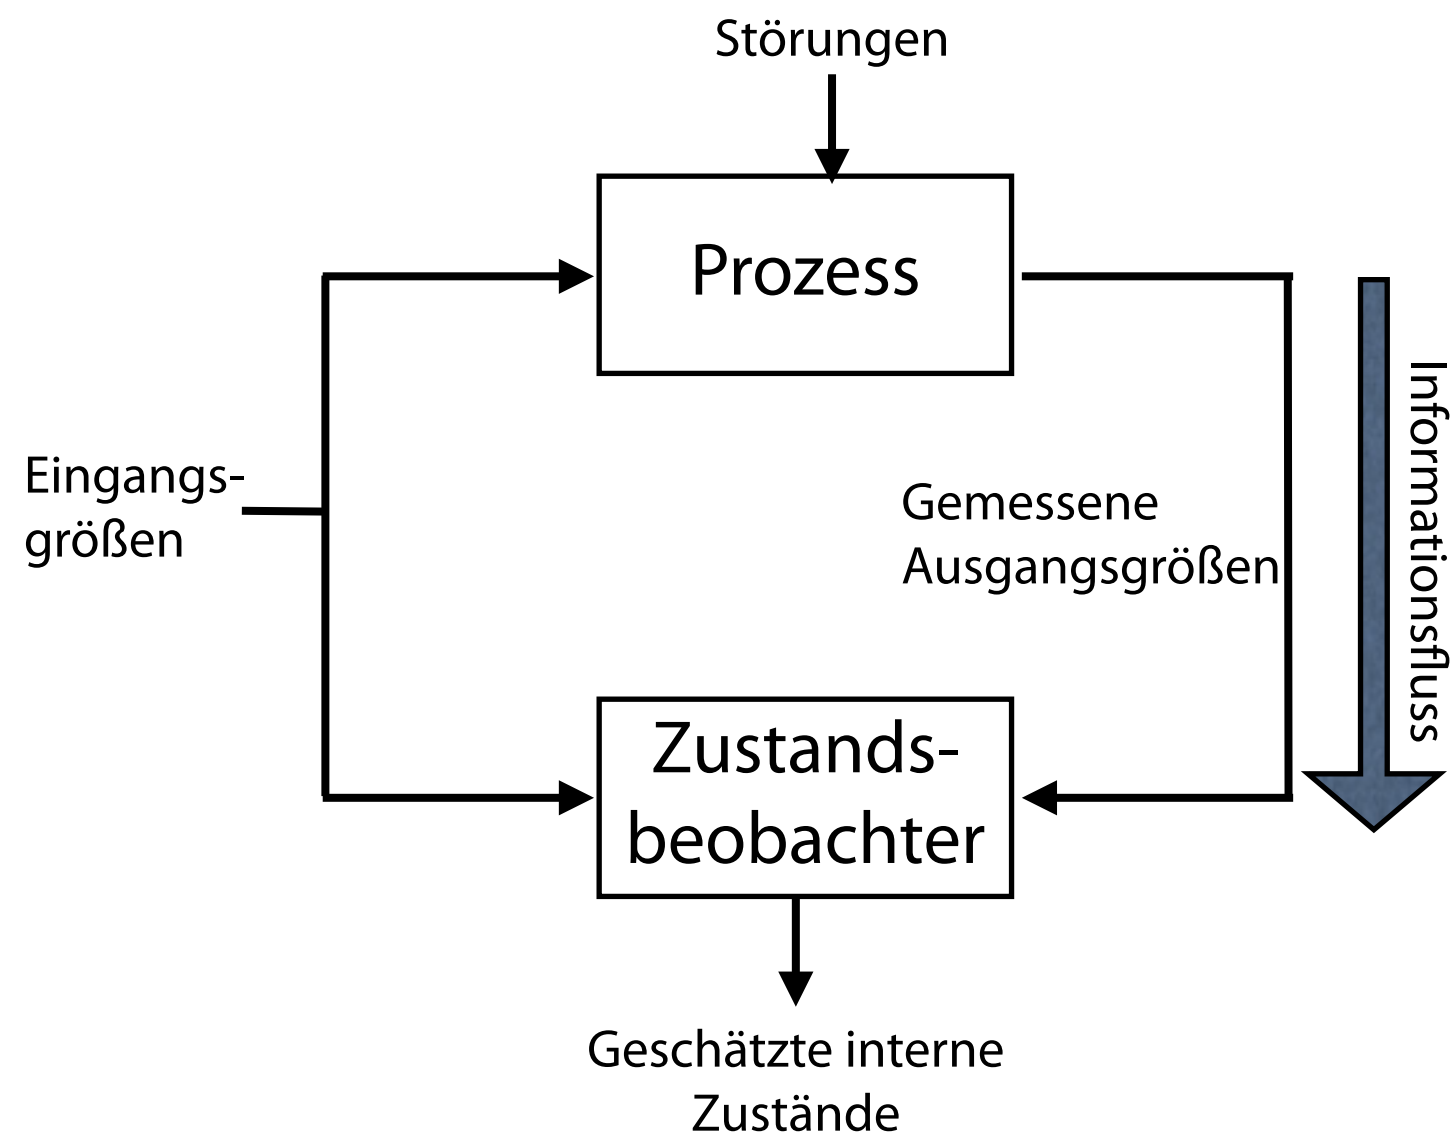 Störungen
Prozess
Eingangs-
größen
Gemessene
Ausgangsgrößen
Informationsfluss
Zustands-
beobachter
Geschätzte interne
Zustände